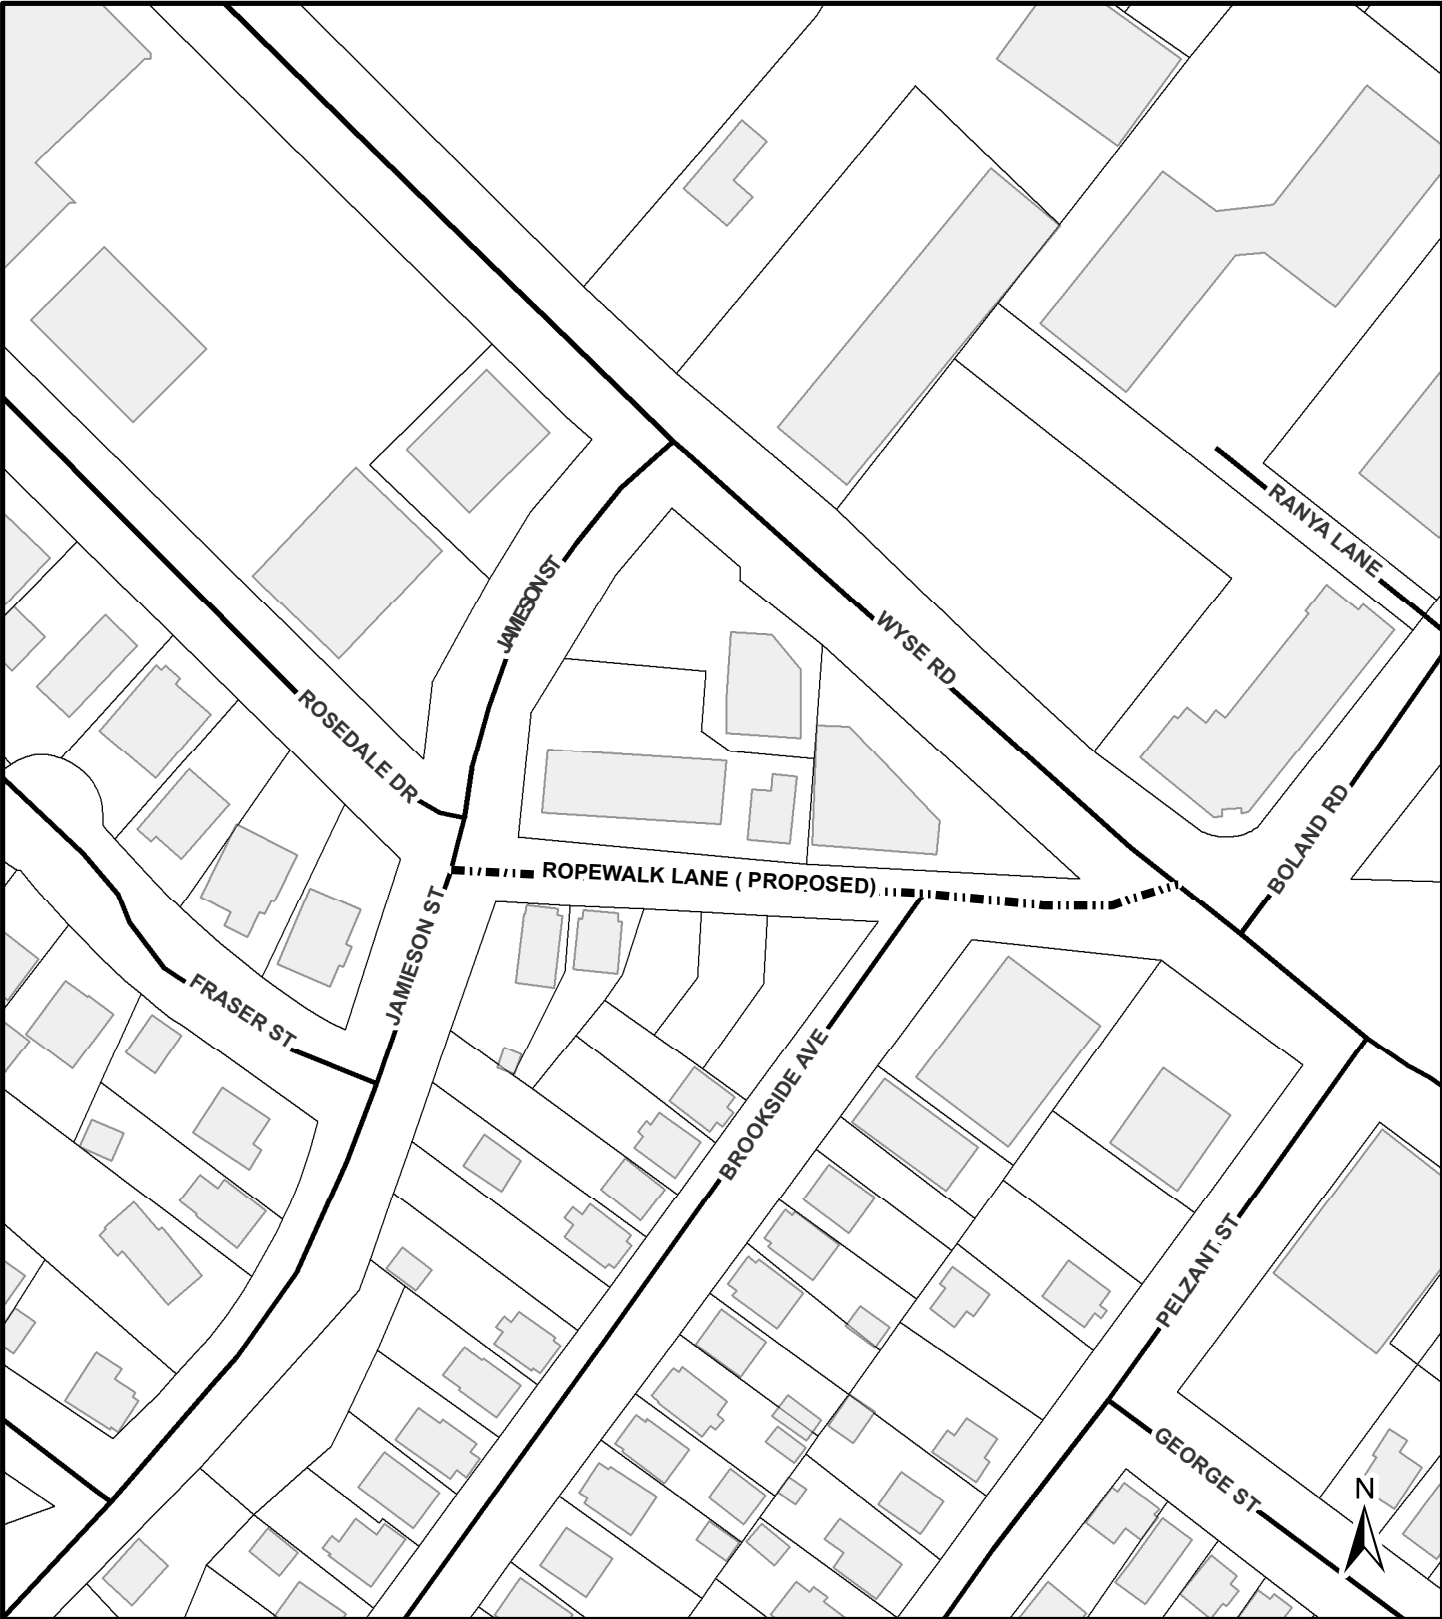 RANYA LANE
JAMIESON ST
WYSE RD
ROSEDALE DR
BOLAND RD
ROPEWALK LANE ( PROPOSED)
JAMIESON ST
FRASER ST
BROOKSIDE AVE
PELZANT ST
GEORGE ST
N